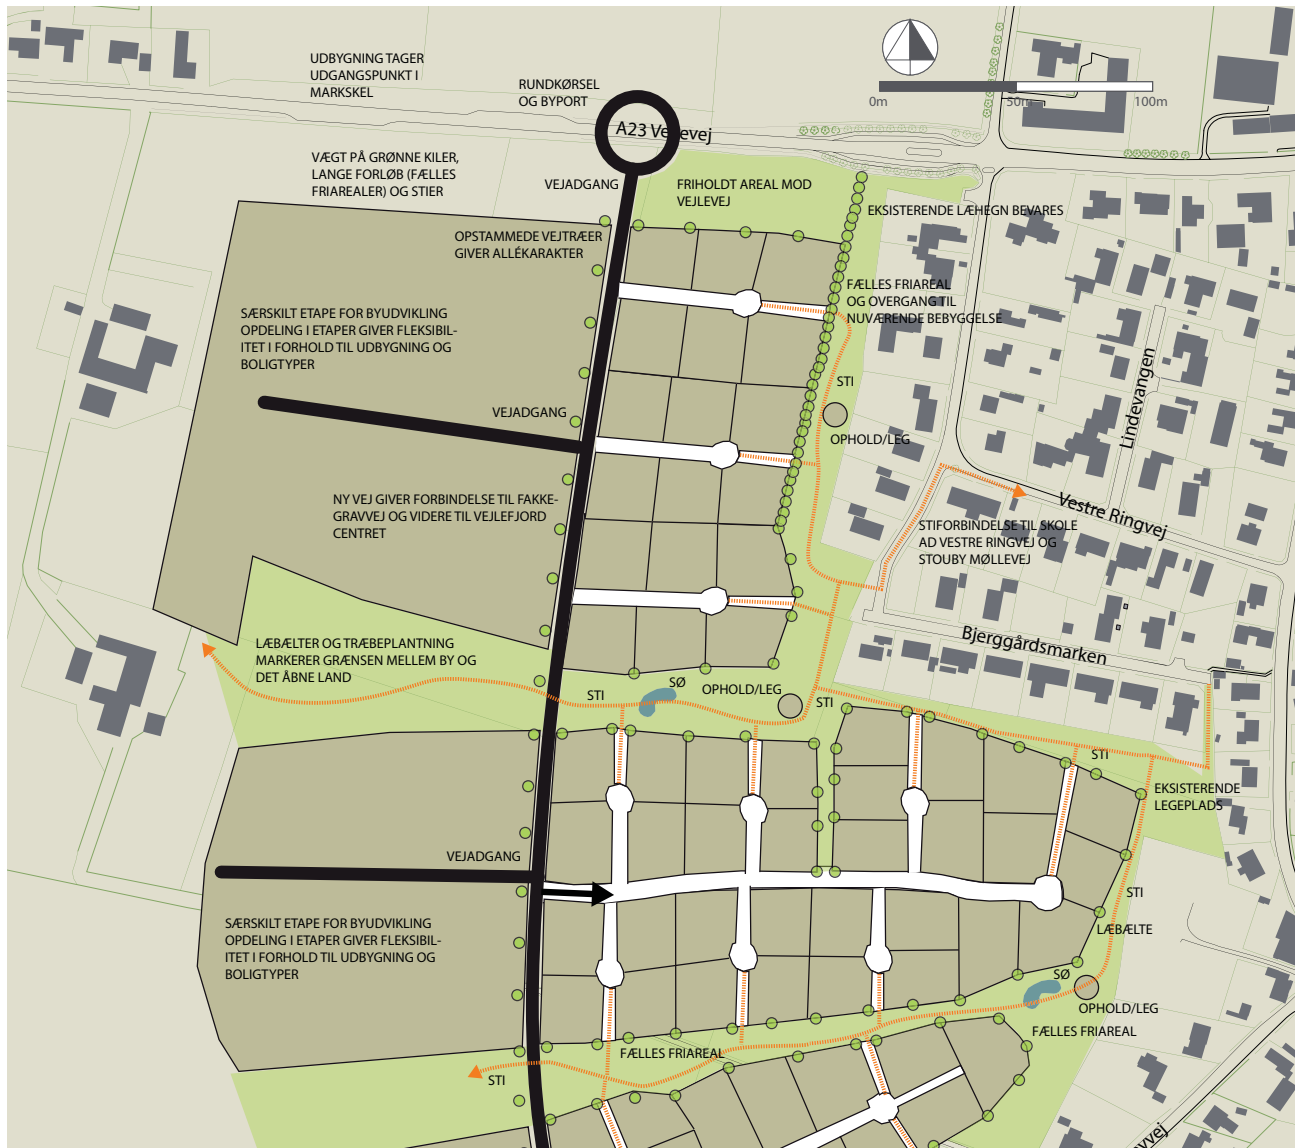 UDBYGNING TAGER
UDGANGSPUNKT I
MARKSKEL
RUNDKØRSEL
OG BYPORT
0m
50m
100m
A23 Vejlevej
VÆGT PÅ GRØNNE KILER,
LANGE FORLØB (FÆLLES
FRIAREALER) OG STIER
VEJADGANG
FRIHOLDT AREAL MOD
VEJLEVEJ
EKSISTERENDE LÆHEGN BEVARES
OPSTAMMEDE VEJTRÆER
GIVER ALLÉKARAKTER
FÆLLES FRIAREAL
OG OVERGANG TIL
NUVÆRENDE BEBYGGELSE
SÆRSKILT ETAPE FOR BYUDVIKLING
OPDELING I ETAPER GIVER FLEKSIBIL-
ITET I FORHOLD TIL UDBYGNING OG
BOLIGTYPER
STI
Lindevangen
VEJADGANG
OPHOLD/LEG
NY VEJ GIVER FORBINDELSE TIL FAKKE-
GRAVVEJ OG VIDERE TIL VEJLEFJORD
CENTRET
Vestre Ringvej
STIFORBINDELSE TIL SKOLE
AD VESTRE RINGVEJ OG
STOUBY MØLLEVEJ
Bjerggårdsmarken
LÆBÆLTER OG TRÆBEPLANTNING
MARKERER GRÆNSEN MELLEM BY OG
DET ÅBNE LAND
STI
SØ
OPHOLD/LEG
STI
STI
EKSISTERENDE
LEGEPLADS
VEJADGANG
STI
SÆRSKILT ETAPE FOR BYUDVIKLING
OPDELING I ETAPER GIVER FLEKSIBIL-
ITET I FORHOLD TIL UDBYGNING OG
BOLIGTYPER
LÆBÆLTE
SØ
OPHOLD/LEG
FÆLLES FRIAREAL
FÆLLES FRIAREAL
STI